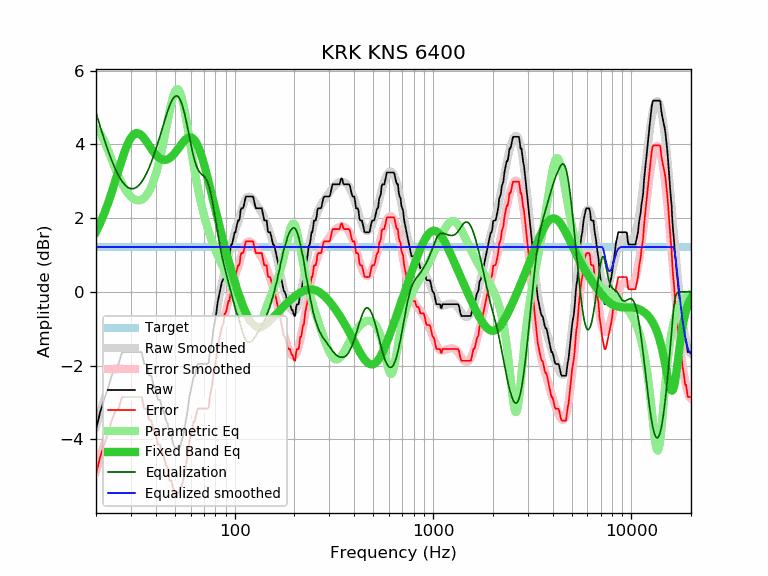 KRK KNS 6400
6
4
2
0
−2
−4
Amplitude (dBr)
Target
Raw Smoothed
Error Smoothed
Raw
Error
Parametric Eq
Fixed Band Eq
Equalization
Equalized smoothed
100
1000
10000
Frequency (Hz)